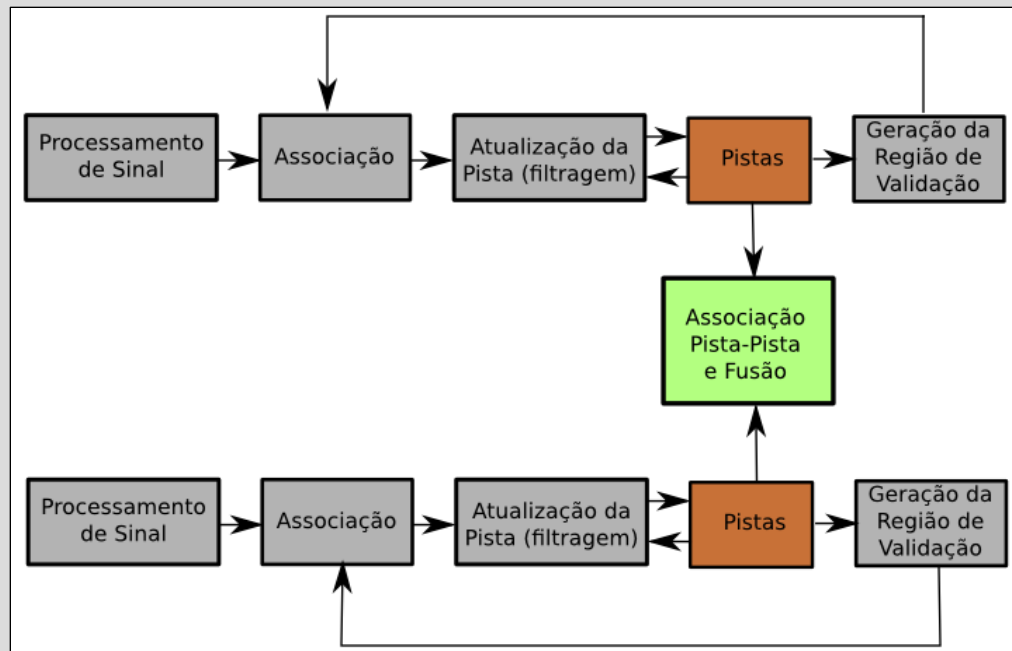 Processamento
de Sinal
Associação
Atualização da
Pista (filtragem)
Pistas
Geração da
Região de
Validação
Associação
Pista-Pista
e Fusão
Processamento
de Sinal
Associação
Atualização da
Pista (filtragem)
Pistas
Geração da
Região de
Validação